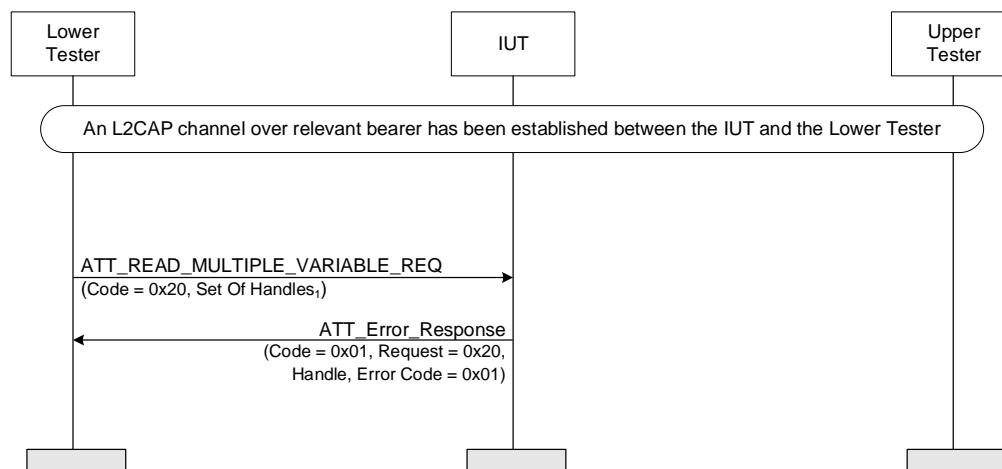 Lower
Tester
IUT
Upper
Tester
An L2CAP channel over relevant bearer has been established between the IUT and the Lower Tester
ATT_READ_MULTIPLE_VARIABLE_REQ
(Code = 0x20, Set Of Handles₁)
ATT_Error_Response
(Code = 0x01, Request = 0x20,
Handle, Error Code = 0x01)